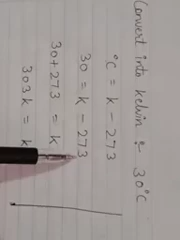 Convert into kelvin :- 30°C
°C = K - 273
30 = K - 273
30 + 273 = K
303 K = K